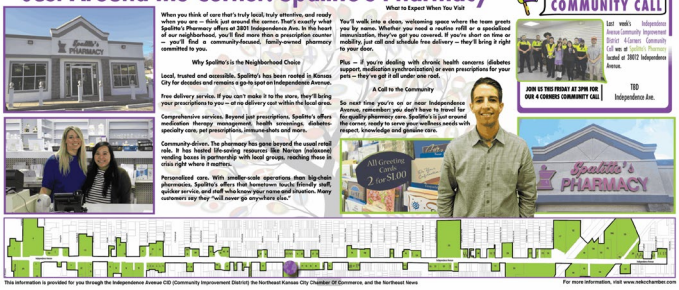 Just Around the Corner: Spalitto's Pharmacy
When you think of care that's truly local, truly attentive, and ready
when you are — think just around the corner. That's exactly what
Spalitto's Pharmacy offers at 3801 Independence Ave. In the heart
of our neighborhood, you'll find more than a prescription counter
— you'll find a community-focused, family-owned pharmacy
committed to you.
Why Spalitto's is the Neighborhood Choice
Local, trusted and accessible. Spalitto's has been rooted in Kansas
City for decades and remains a go-to spot on Independence Avenue.
Free delivery service. If you can't make it to the store, they'll bring
your prescriptions to you — at no delivery cost within the local area.
Comprehensive services. Beyond just prescriptions, Spalitto's offers
medication therapy management, health screenings, diabetes-
specialty care, pet prescriptions, immune-shots and more.
Community-driven. The pharmacy has gone beyond the usual retail
role. It has hosted life-saving resources like Narcan (naloxone)
vending boxes in partnership with local groups, reaching those in
crisis right where it matters.
Personalized care. With smaller-scale operations than big-chain
pharmacies, Spalitto's offers that hometown touch: friendly staff,
quicker service, and staff who know your name and situation. Many
customers say they "will never go anywhere else."
What to Expect When You Visit
You'll walk into a clean, welcoming space where the team greets
you by name. Whether you need a routine refill or a specialized
immunization, they've got you covered. If you're short on time or
mobility, just call and schedule free delivery — they'll bring it right
to your door.
Plus — if you're dealing with chronic health concerns (diabetes
support, medication synchronization) or even prescriptions for your
pets — they've got it all under one roof.
A Call to the Community
So next time you're on or near Independence
Avenue, remember: you don't have to travel far
for quality pharmacy care. Spalitto's is just around
the corner, ready to serve your wellness needs with
respect, knowledge and genuine care.
COMMUNITY CALL
Last week's Independence
Avenue Community Improvement
District 4-Corners Community
Call was at Spalitto's Pharmacy
located at
Independence
Avenue.
JOIN US THIS FRIDAY AT 3PM FOR
OUR 4 CORNERS COMMUNITY CALL
TBD
Independence Ave.
Spalitto's
PHARMACY
All Greeting
Cards
2 for $1.00
Spalitto's
PHARMACY
This information is provided for you through the Independence Avenue CID (Community Improvement District) the Northeast Kansas City Chamber Of Commerce, and the Northeast News
For more information, visit www.nekcchamber.com